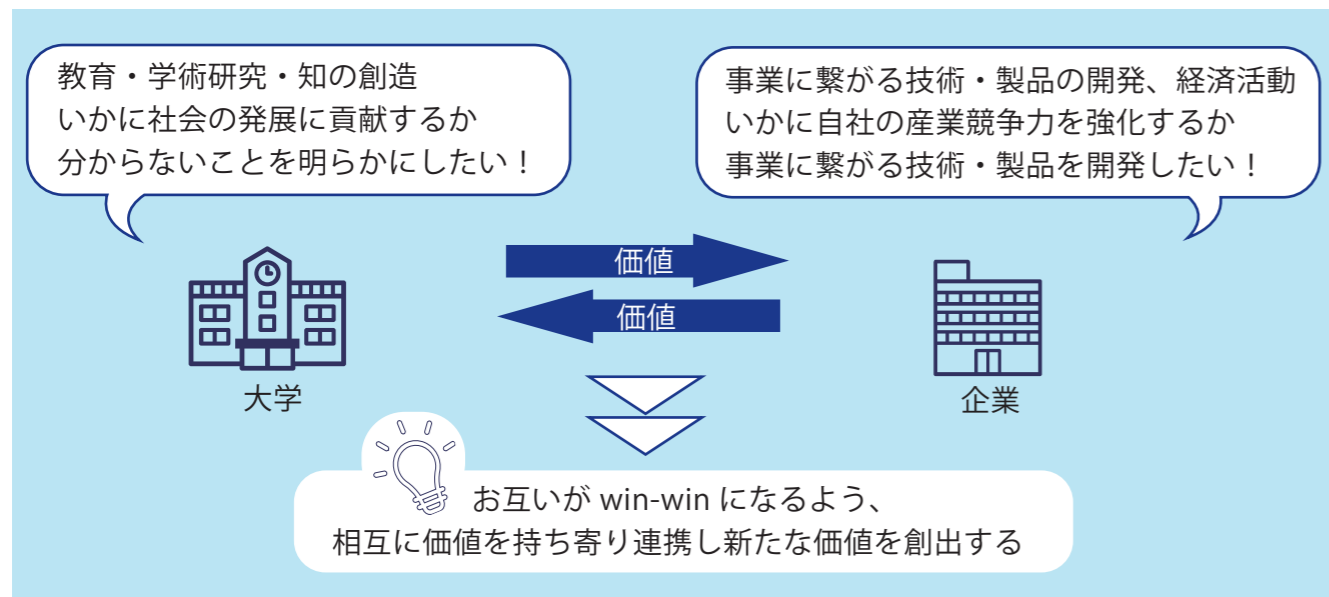 教育・学術研究・知の創造
いかに社会の発展に貢献するか
分からないことを明らかにしたい！
事業に繋がる技術・製品の開発、経済活動
いかに自社の産業競争力を強化するか
事業に繋がる技術・製品を開発したい！
価値
価値
大学
企業
お互いが win-win になるよう、
相互に価値を持ち寄り連携し新たな価値を創出する